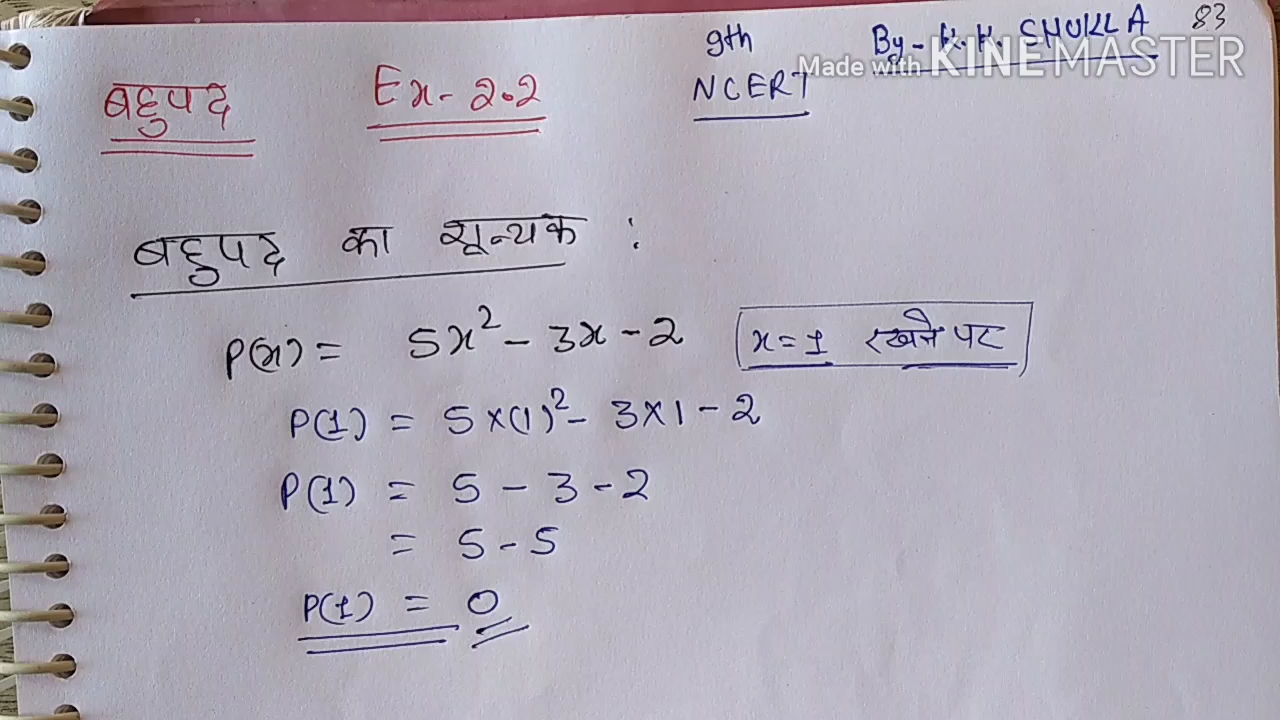 83
9th
By - K.K. SHUKLA
Made with KINEMASTER
बहुपद Ex-2.2 NCERT
बहुपद का शून्यक :
P(x) = 5x² - 3x - 2 x = 1 रखने पर
P(1) = 5×(1)² - 3×1 - 2
P(1) = 5 - 3 - 2
= 5 - 5
P(1) = 0